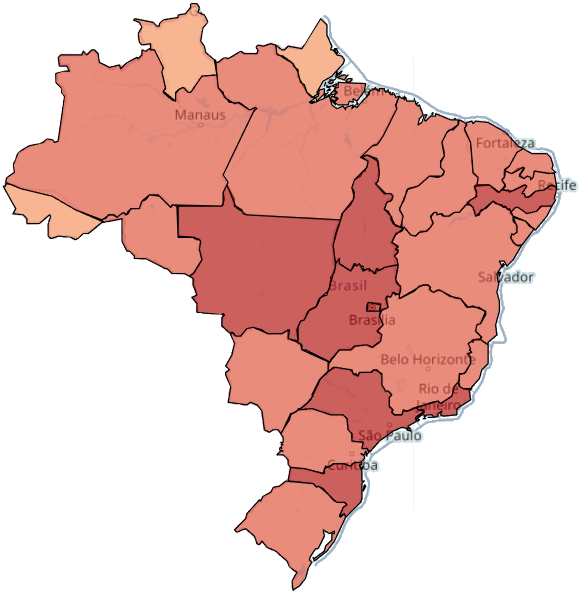 Belém
Manaus
Fortaleza
Recife
Salvador
Brasil
Brasília
Belo Horizonte
Rio de
Janeiro
São Paulo
Curitiba